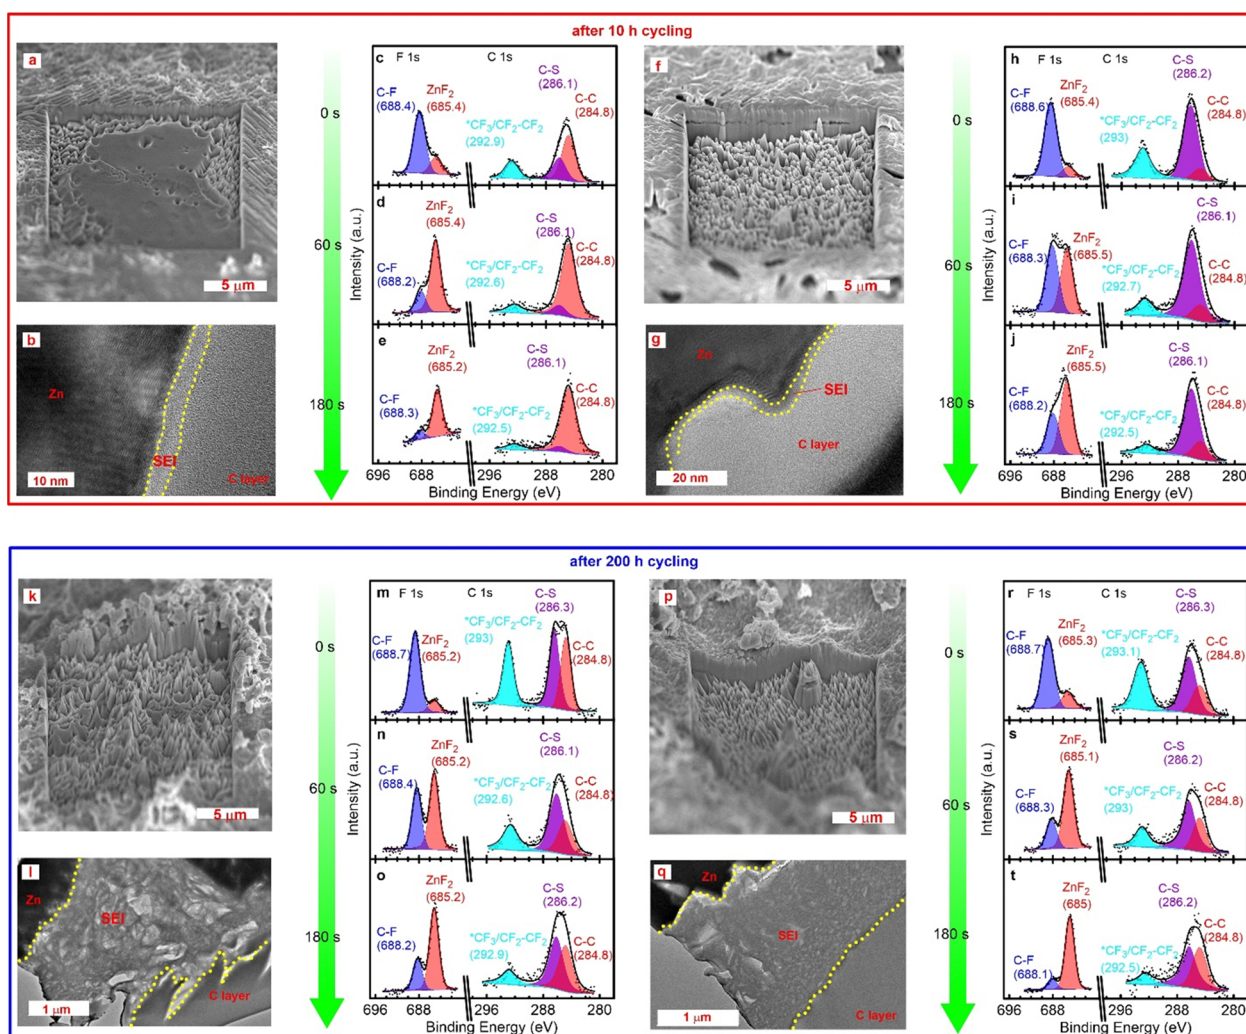 after 10 h cycling
a
5 µm
b
Zn
SEI
C layer
10 nm
0 s
60 s
180 s
Intensity (a.u.)
c
F 1s
C 1s
C-F
(688.4)
ZnF2
(685.4)
*CF3/CF2-CF2
(292.9)
C-S
(286.1)
C-C
(284.8)
d
C-F
(688.2)
ZnF2
(685.4)
*CF3/CF2-CF2
(292.6)
C-S
(286.1)
C-C
(284.8)
e
C-F
(688.3)
ZnF2
(685.2)
*CF3/CF2-CF2
(292.5)
C-S
(286.1)
C-C
(284.8)
696 688 296 288 280
Binding Energy (eV)
f
5 µm
g
Zn
SEI
C layer
20 nm
0 s
60 s
180 s
Intensity (a.u.)
h
F 1s
C 1s
C-F
(688.6)
ZnF2
(685.4)
*CF3/CF2-CF2
(293)
C-S
(286.2)
C-C
(284.8)
i
C-F
(688.3)
ZnF2
(685.5)
*CF3/CF2-CF2
(292.7)
C-S
(286.1)
C-C
(284.8)
j
C-F
(688.2)
ZnF2
(685.5)
*CF3/CF2-CF2
(292.5)
C-S
(286.1)
C-C
(284.8)
696 688 296 288 280
Binding Energy (eV)
after 200 h cycling
k
5 µm
l
Zn
SEI
C layer
1 µm
0 s
60 s
180 s
Intensity (a.u.)
m
F 1s
C 1s
C-F
(688.7)
ZnF2
(685.2)
*CF3/CF2-CF2
(293)
C-S
(286.3)
C-C
(284.8)
n
C-F
(688.4)
ZnF2
(685.2)
*CF3/CF2-CF2
(292.6)
C-S
(286.1)
C-C
(284.8)
o
C-F
(688.2)
ZnF2
(685.2)
*CF3/CF2-CF2
(292.9)
C-S
(286.2)
C-C
(284.8)
696 688 296 288 280
Binding Energy (eV)
p
5 µm
q
Zn
SEI
C layer
1 µm
0 s
60 s
180 s
Intensity (a.u.)
r
F 1s
C 1s
C-F
(688.7)
ZnF2
(685.3)
*CF3/CF2-CF2
(293.1)
C-S
(286.3)
C-C
(284.8)
s
C-F
(688.3)
ZnF2
(685.1)
*CF3/CF2-CF2
(293)
C-S
(286.2)
C-C
(284.8)
t
C-F
(688.1)
ZnF2
(685)
*CF3/CF2-CF2
(292.5)
C-S
(286.2)
C-C
(284.8)
696 688 296 288 280
Binding Energy (eV)